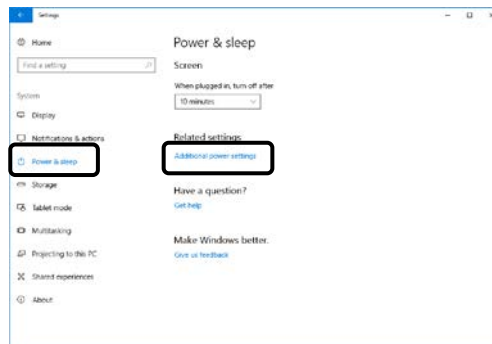 Settings
Home
Find a setting
System
Display
Notifications & actions
Power & sleep
Storage
Tablet mode
Multitasking
Projecting to this PC
Shared experiences
About
Power & sleep
Screen
When plugged in, turn off after
10 minutes
Related settings
Additional power settings
Have a question?
Get help
Make Windows better.
Give us feedback